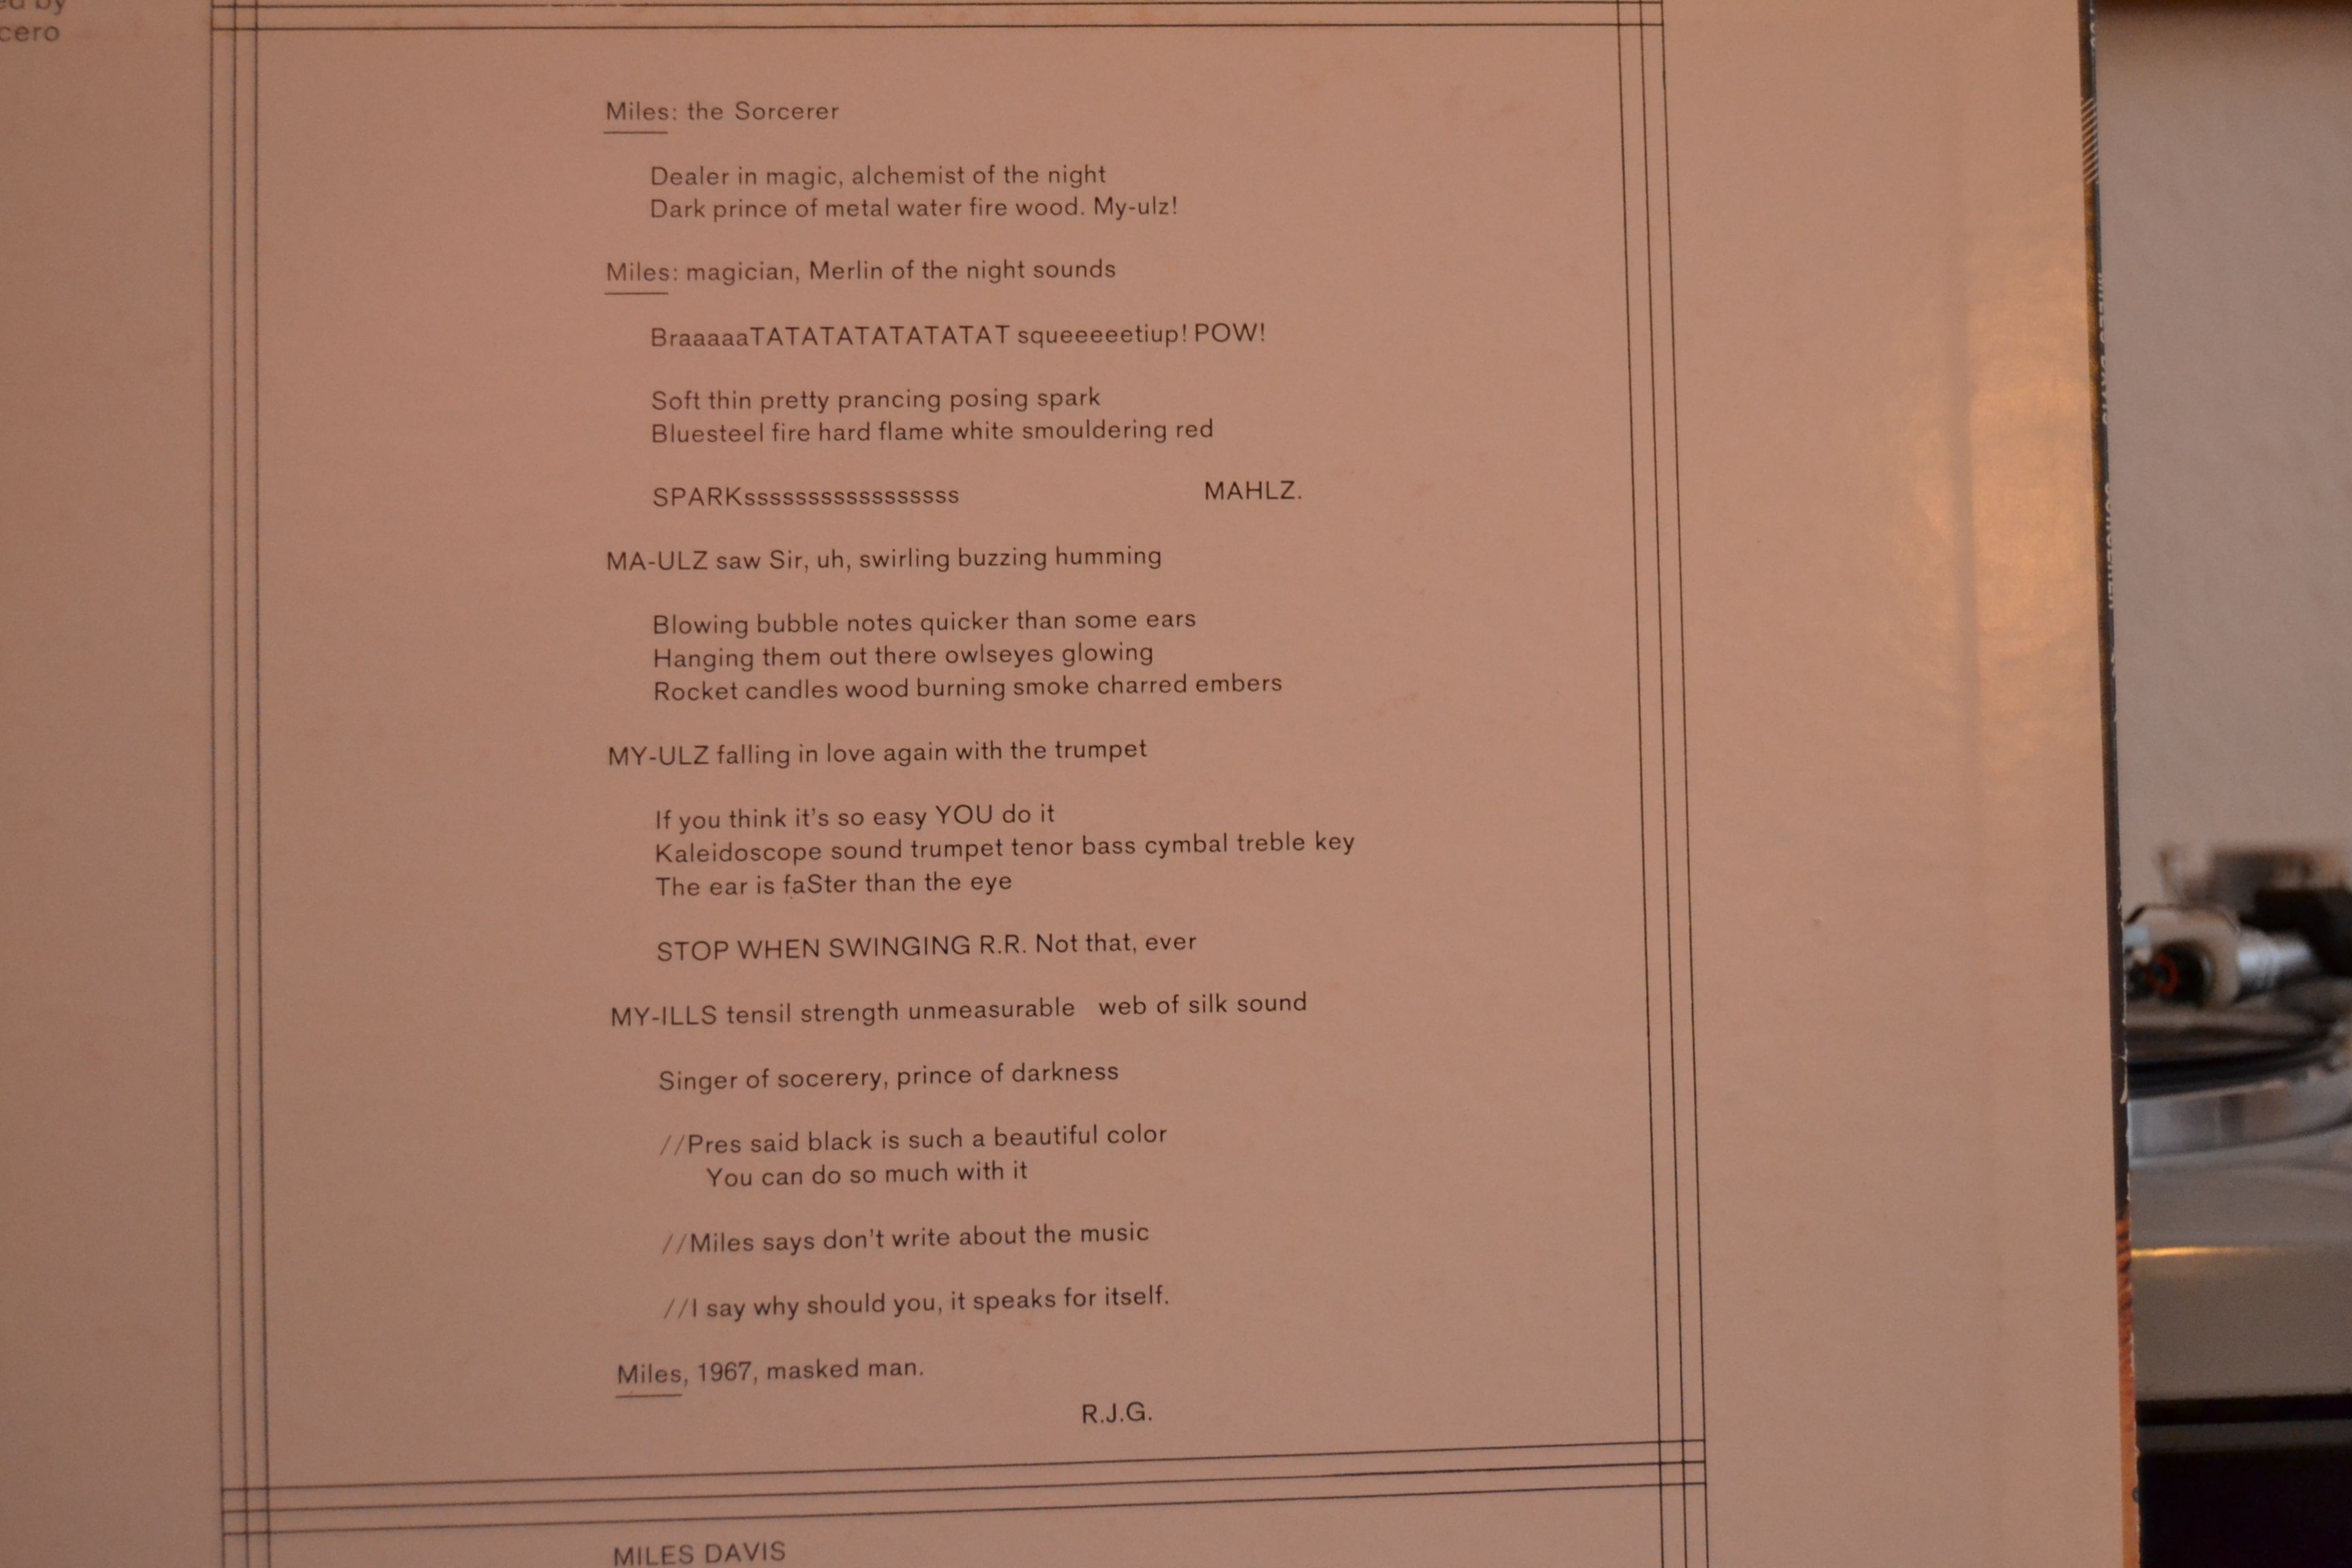 ed by
cero
Miles: the Sorcerer
Dealer in magic, alchemist of the night
Dark prince of metal water fire wood. My-ulz!
Miles: magician, Merlin of the night sounds
BraaaaaTATATATATATATAT squeeeeetiup! POW!
Soft thin pretty prancing posing spark
Bluesteel fire hard flame white smouldering red
SPARKsssssssssssssssss MAHLZ.
MA-ULZ saw Sir, uh, swirling buzzing humming
Blowing bubble notes quicker than some ears
Hanging them out there owlseyes glowing
Rocket candles wood burning smoke charred embers
MY-ULZ falling in love again with the trumpet
If you think it's so easy YOU do it
Kaleidoscope sound trumpet tenor bass cymbal treble key
The ear is faSter than the eye
STOP WHEN SWINGING R.R. Not that, ever
MY-ILLS tensil strength unmeasurable web of silk sound
Singer of socerery, prince of darkness
//Pres said black is such a beautiful color
You can do so much with it
//Miles says don't write about the music
//I say why should you, it speaks for itself.
Miles, 1967, masked man.
R.J.G.
MILES DAVIS